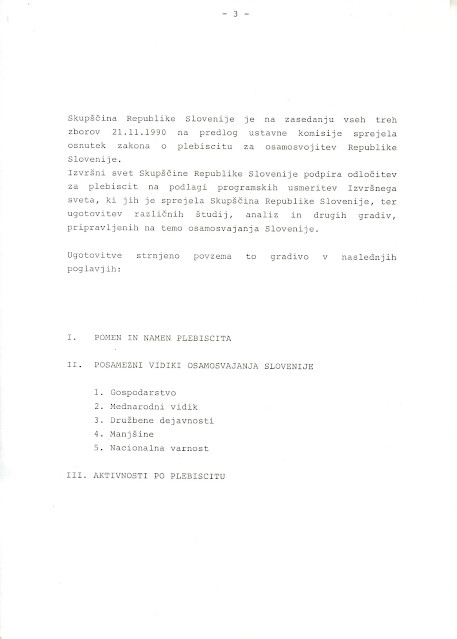 - 3 -
Skupščina Republike Slovenije je na zasedanju vseh treh
zborov 21.11.1990 na predlog ustavne komisije sprejela
osnutek zakona o plebiscitu za osamosvojitev Republike
Slovenije.
Izvršni svet Skupščine Republike Slovenije podpira odločitev
za plebiscit na podlagi programskih usmeritev Izvršnega
sveta, ki jih je sprejela Skupščina Republike Slovenije, ter
ugotovitev različnih študij, analiz in drugih gradiv,
pripravljenih na temo osamosvajanja Slovenije.
Ugotovitve strnjeno povzema to gradivo v naslednjih
poglavjih:
I. POMEN IN NAMEN PLEBISCITA
II. POSAMEZNI VIDIKI OSAMOSVAJANJA SLOVENIJE
1. Gospodarstvo
2. Mednarodni vidik
3. Družbene dejavnosti
4. Manjšine
5. Nacionalna varnost
III. AKTIVNOSTI PO PLEBISCITU